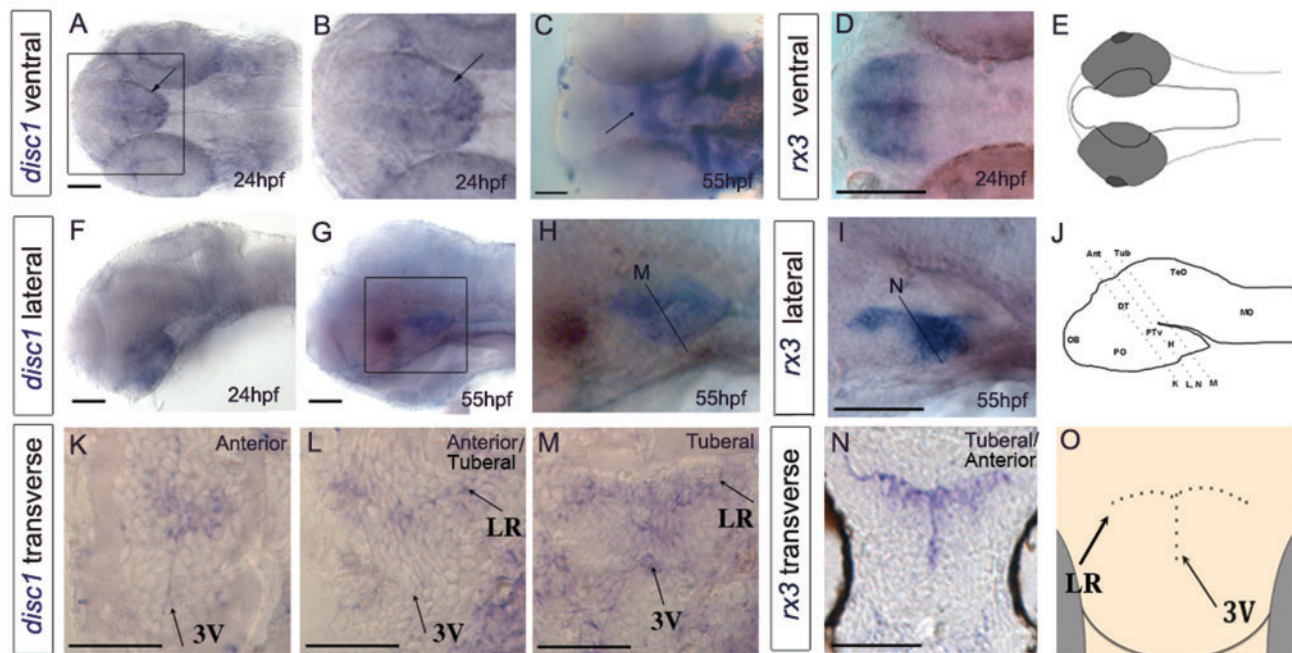 disc1 ventral
A
24hpf
B
24hpf
C
55hpf
rx3 ventral
D
24hpf
E
disc1 lateral
F
24hpf
G
55hpf
H
M
55hpf
rx3 lateral
I
N
55hpf
J
Ant
Tub
TeO
DT
MO
PTv
H
OB
PO
K
L, N
M
disc1 transverse
K
Anterior
3V
L
Anterior/
Tuberal
LR
3V
M
Tuberal
LR
3V
rx3 transverse
N
Tuberal/
Anterior
O
LR
3V